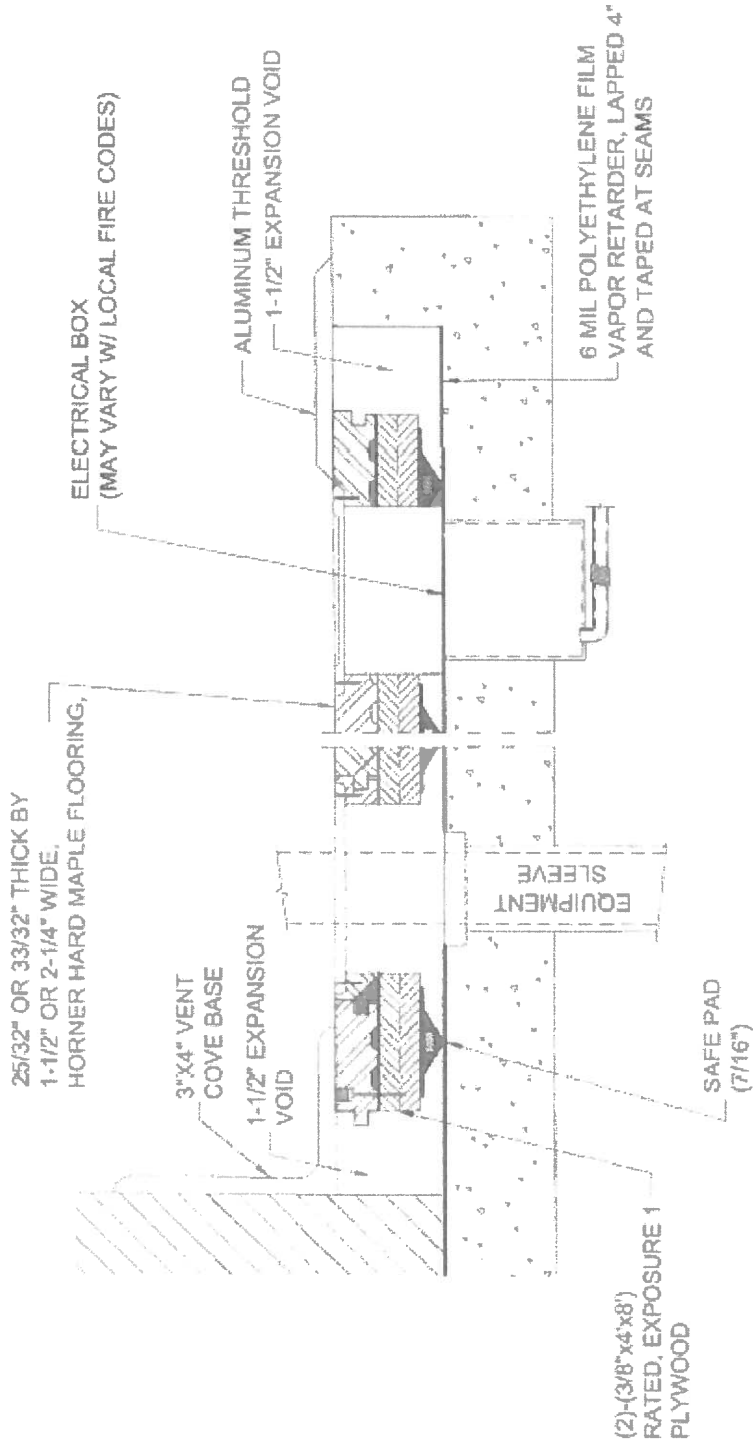 25/32" OR 33/32" THICK BY
1-1/2" OR 2-1/4" WIDE,
HORNER HARD MAPLE FLOORING,
3"X4" VENT
COVE BASE
1-1/2" EXPANSION
VOID
ELECTRICAL BOX
(MAY VARY W/ LOCAL FIRE CODES)
ALUMINUM THRESHOLD
1-1/2" EXPANSION VOID
EQUIPMENT
SLEEVE
(2)-(3/8"x4'x8')
RATED, EXPOSURE 1
PLYWOOD
SAFE PAD
(7/16")
6 MIL POLYETHYLENE FILM
VAPOR RETARDER, LAPPED 4"
AND TAPED AT SEAMS